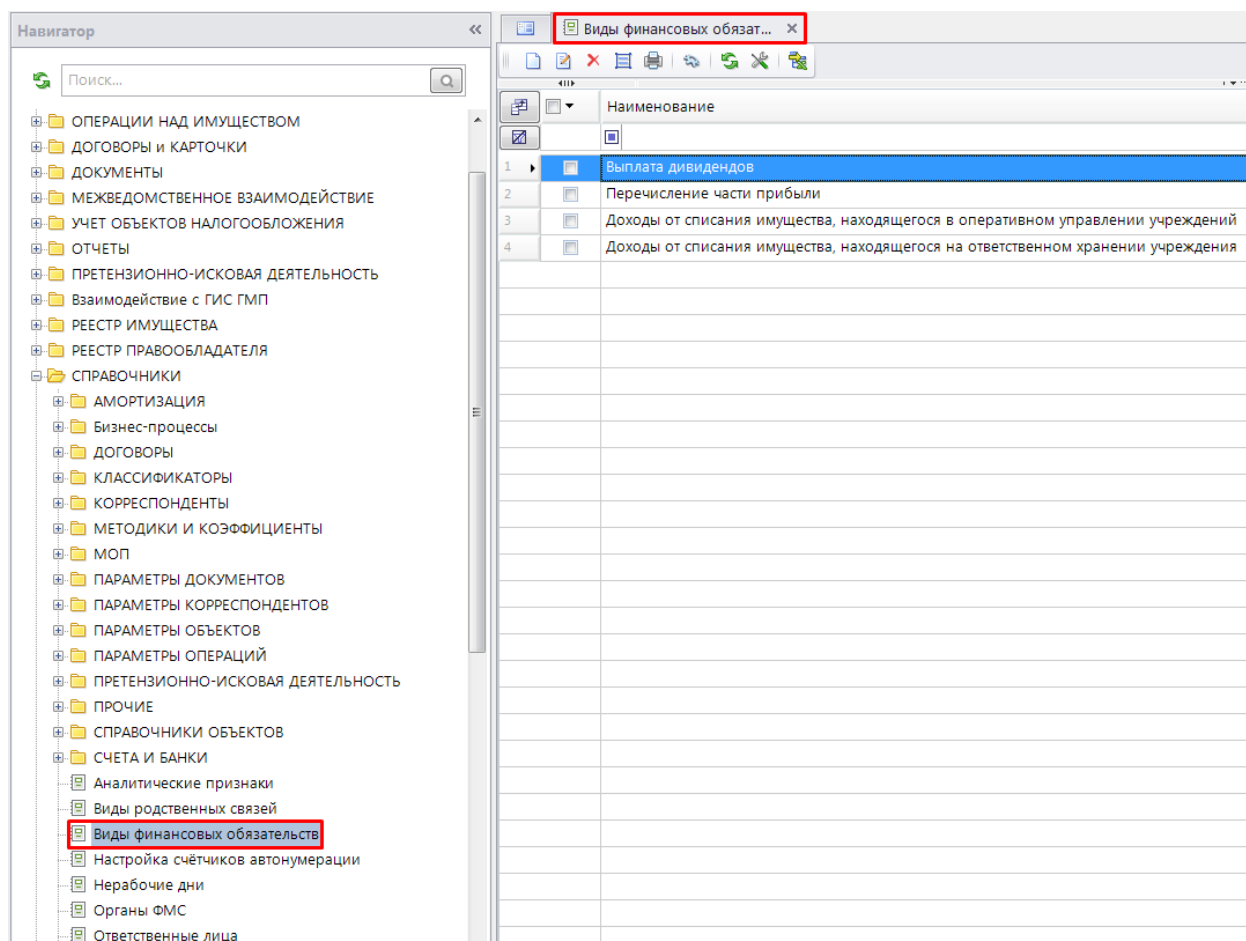 Навигатор
Поиск...
ОПЕРАЦИИ НАД ИМУЩЕСТВОМ
ДОГОВОРЫ и КАРТОЧКИ
ДОКУМЕНТЫ
МЕЖВЕДОМСТВЕННОЕ ВЗАИМОДЕЙСТВИЕ
УЧЕТ ОБЪЕКТОВ НАЛОГООБЛОЖЕНИЯ
ОТЧЕТЫ
ПРЕТЕНЗИОННО-ИСКОВАЯ ДЕЯТЕЛЬНОСТЬ
Взаимодействие с ГИС ГМП
РЕЕСТР ИМУЩЕСТВА
РЕЕСТР ПРАВООБЛАДАТЕЛЯ
СПРАВОЧНИКИ
АМОРТИЗАЦИЯ
Бизнес-процессы
ДОГОВОРЫ
КЛАССИФИКАТОРЫ
КОРРЕСПОНДЕНТЫ
МЕТОДИКИ И КОЭФФИЦИЕНТЫ
МОП
ПАРАМЕТРЫ ДОКУМЕНТОВ
ПАРАМЕТРЫ КОРРЕСПОНДЕНТОВ
ПАРАМЕТРЫ ОБЪЕКТОВ
ПАРАМЕТРЫ ОПЕРАЦИЙ
ПРЕТЕНЗИОННО-ИСКОВАЯ ДЕЯТЕЛЬНОСТЬ
ПРОЧИЕ
СПРАВОЧНИКИ ОБЪЕКТОВ
СЧЕТА И БАНКИ
Аналитические признаки
Виды родственных связей
Виды финансовых обязательств
Настройка счётчиков автонумерации
Нерабочие дни
Органы ФМС
Ответственные лица
Виды финансовых обязат...
Наименование
1 Выплата дивидендов
2 Перечисление части прибыли
3 Доходы от списания имущества, находящегося в оперативном управлении учреждений
4 Доходы от списания имущества, находящегося на ответственном хранении учреждения